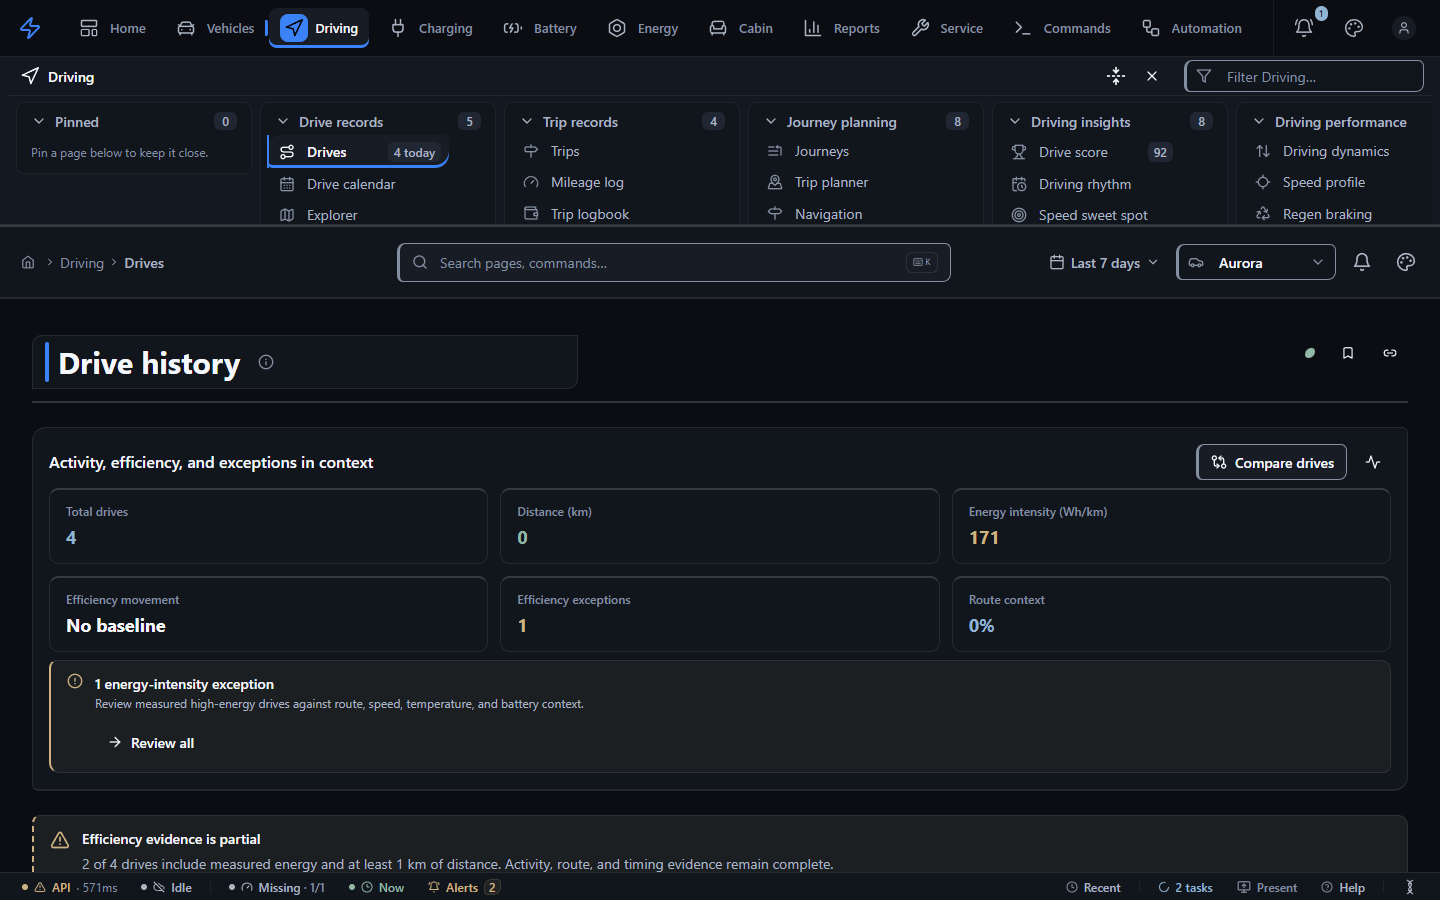 Home
Vehicles
Driving
Charging
Battery
Energy
Cabin
Reports
Service
Commands
Automation
1
Driving
Filter Driving...
Pinned 0
Pin a page below to keep it close.
Drive records 5
Drives 4 today
Drive calendar
Explorer
Trip records 4
Trips
Mileage log
Trip logbook
Journey planning 8
Journeys
Trip planner
Navigation
Driving insights 8
Drive score 92
Driving rhythm
Speed sweet spot
Driving performance
Driving dynamics
Speed profile
Regen braking
Driving
Drives
Search pages, commands...
K
Last 7 days
Aurora
Drive history
Activity, efficiency, and exceptions in context
Compare drives
Total drives
4
Distance (km)
0
Energy intensity (Wh/km)
171
Efficiency movement
No baseline
Efficiency exceptions
1
Route context
0%
1 energy-intensity exception
Review measured high-energy drives against route, speed, temperature, and battery context.
Review all
Efficiency evidence is partial
2 of 4 drives include measured energy and at least 1 km of distance. Activity, route, and timing evidence remain complete.
API · 571ms
Idle
Missing · 1/1
Now
Alerts 2
Recent
2 tasks
Present
Help